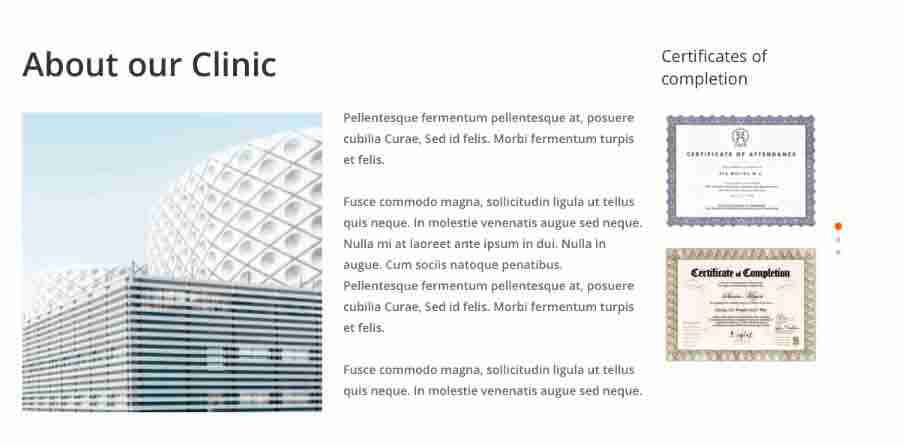 About our Clinic
Pellentesque fermentum pellentesque at, posuere
cubilia Curae, Sed id felis. Morbi fermentum turpis
et felis.
Fusce commodo magna, sollicitudin ligula ut tellus
quis neque. In molestie venenatis augue sed neque.
Nulla mi at laoreet ante ipsum in dui. Nulla in
augue. Cum sociis natoque penatibus.
Pellentesque fermentum pellentesque at, posuere
cubilia Curae, Sed id felis. Morbi fermentum turpis
et felis.
Fusce commodo magna, sollicitudin ligula ut tellus
quis neque. In molestie venenatis augue sed neque.
Certificates of
completion
CERTIFICATE OF ATTENDANCE
Certificate of Completion